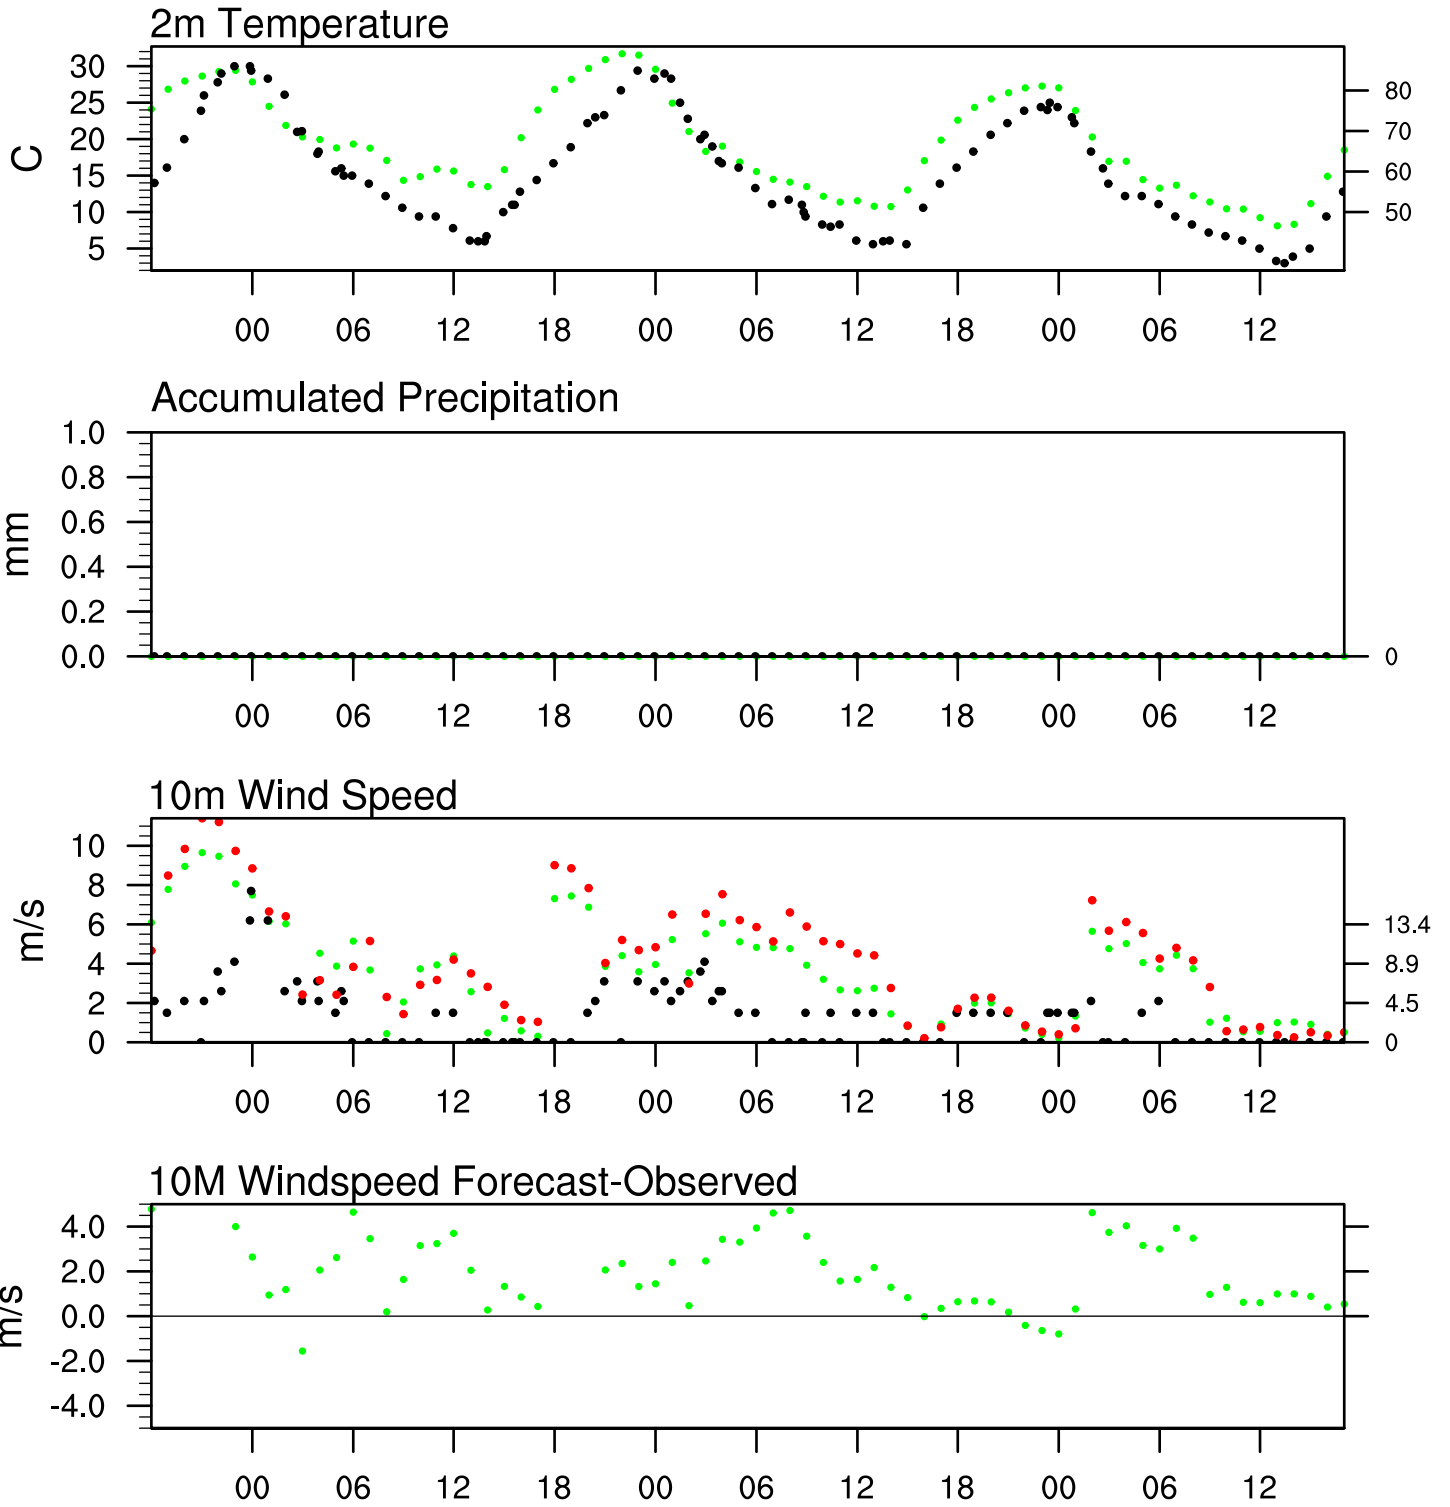 2m Temperature
30
25
20
15
10
5
C
80
70
60
50
00 06 12 18 00 06 12 18 00 06 12
Accumulated Precipitation
1.0
0.8
0.6
0.4
0.2
0.0
mm
0
00 06 12 18 00 06 12 18 00 06 12
10m Wind Speed
10
8
6
4
2
0
m/s
13.4
8.9
4.5
0
00 06 12 18 00 06 12 18 00 06 12
10M Windspeed Forecast-Observed
4.0
2.0
0.0
-2.0
-4.0
m/s
00 06 12 18 00 06 12 18 00 06 12